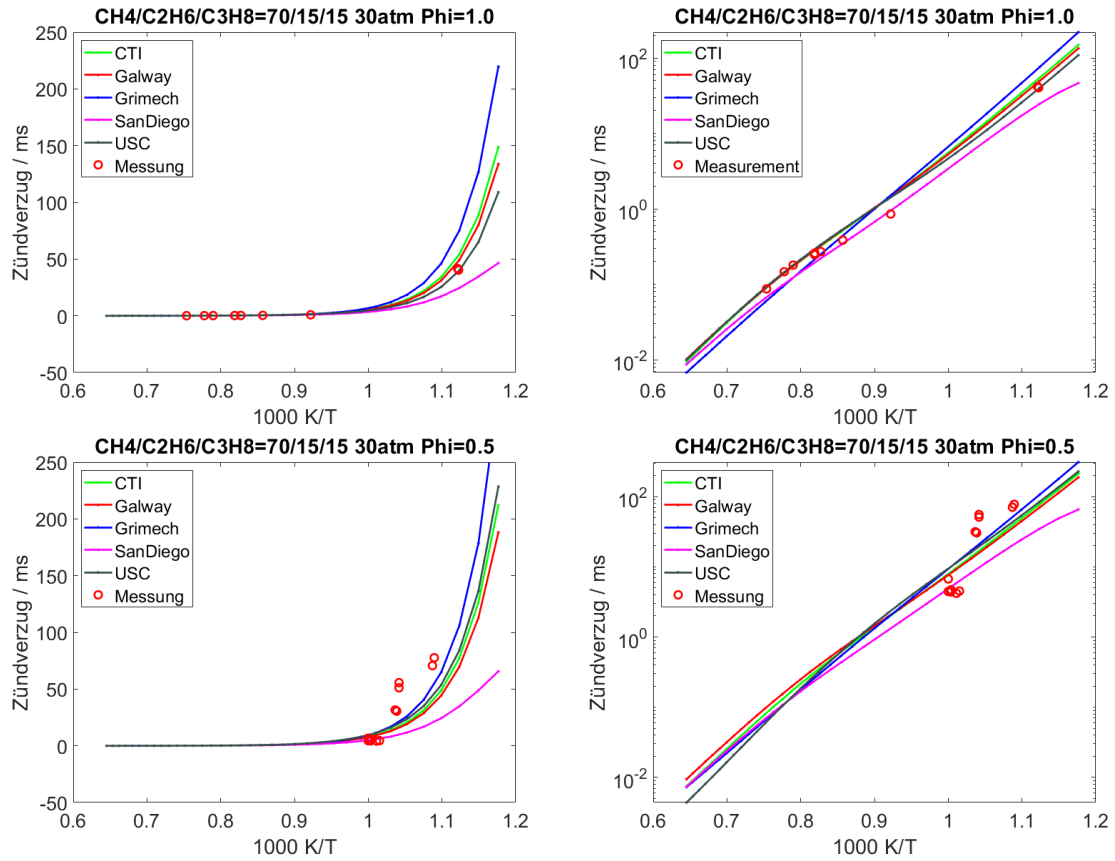 CH4/C2H6/C3H8=70/15/15 30atm Phi=1.0
250
200
150
100
50
0
-50
Zündverzug / ms
CTI
Galway
Grimech
SanDiego
USC
Messung
0.6 0.7 0.8 0.9 1 1.1 1.2
1000 K/T
CH4/C2H6/C3H8=70/15/15 30atm Phi=1.0
10^2
10^0
10^-2
Zündverzug / ms
CTI
Galway
Grimech
SanDiego
USC
Measurement
0.6 0.7 0.8 0.9 1 1.1 1.2
1000 K/T
CH4/C2H6/C3H8=70/15/15 30atm Phi=0.5
250
200
150
100
50
0
-50
Zündverzug / ms
CTI
Galway
Grimech
SanDiego
USC
Messung
0.6 0.7 0.8 0.9 1 1.1 1.2
1000 K/T
CH4/C2H6/C3H8=70/15/15 30atm Phi=0.5
10^2
10^0
10^-2
Zündverzug / ms
CTI
Galway
Grimech
SanDiego
USC
Messung
0.6 0.7 0.8 0.9 1 1.1 1.2
1000 K/T